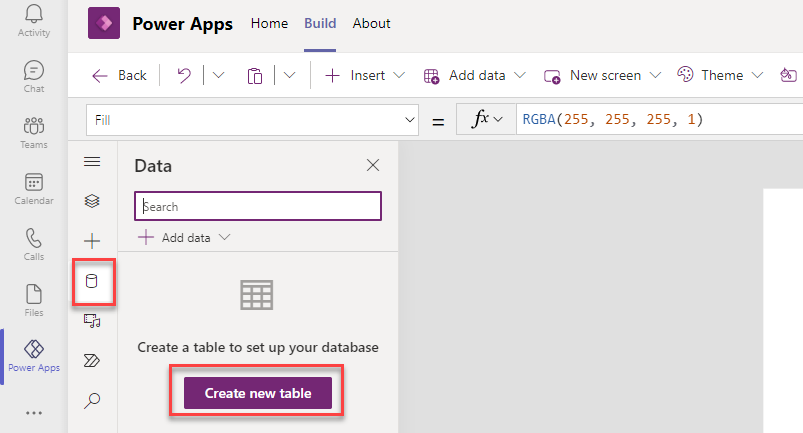 Activity
Chat
Teams
Calendar
Calls
Files
Power Apps
Power Apps Home Build About
Back Insert Add data New screen Theme
Fill = fx RGBA(255, 255, 255, 1)
Data
Search
Add data
Create a table to set up your database
Create new table